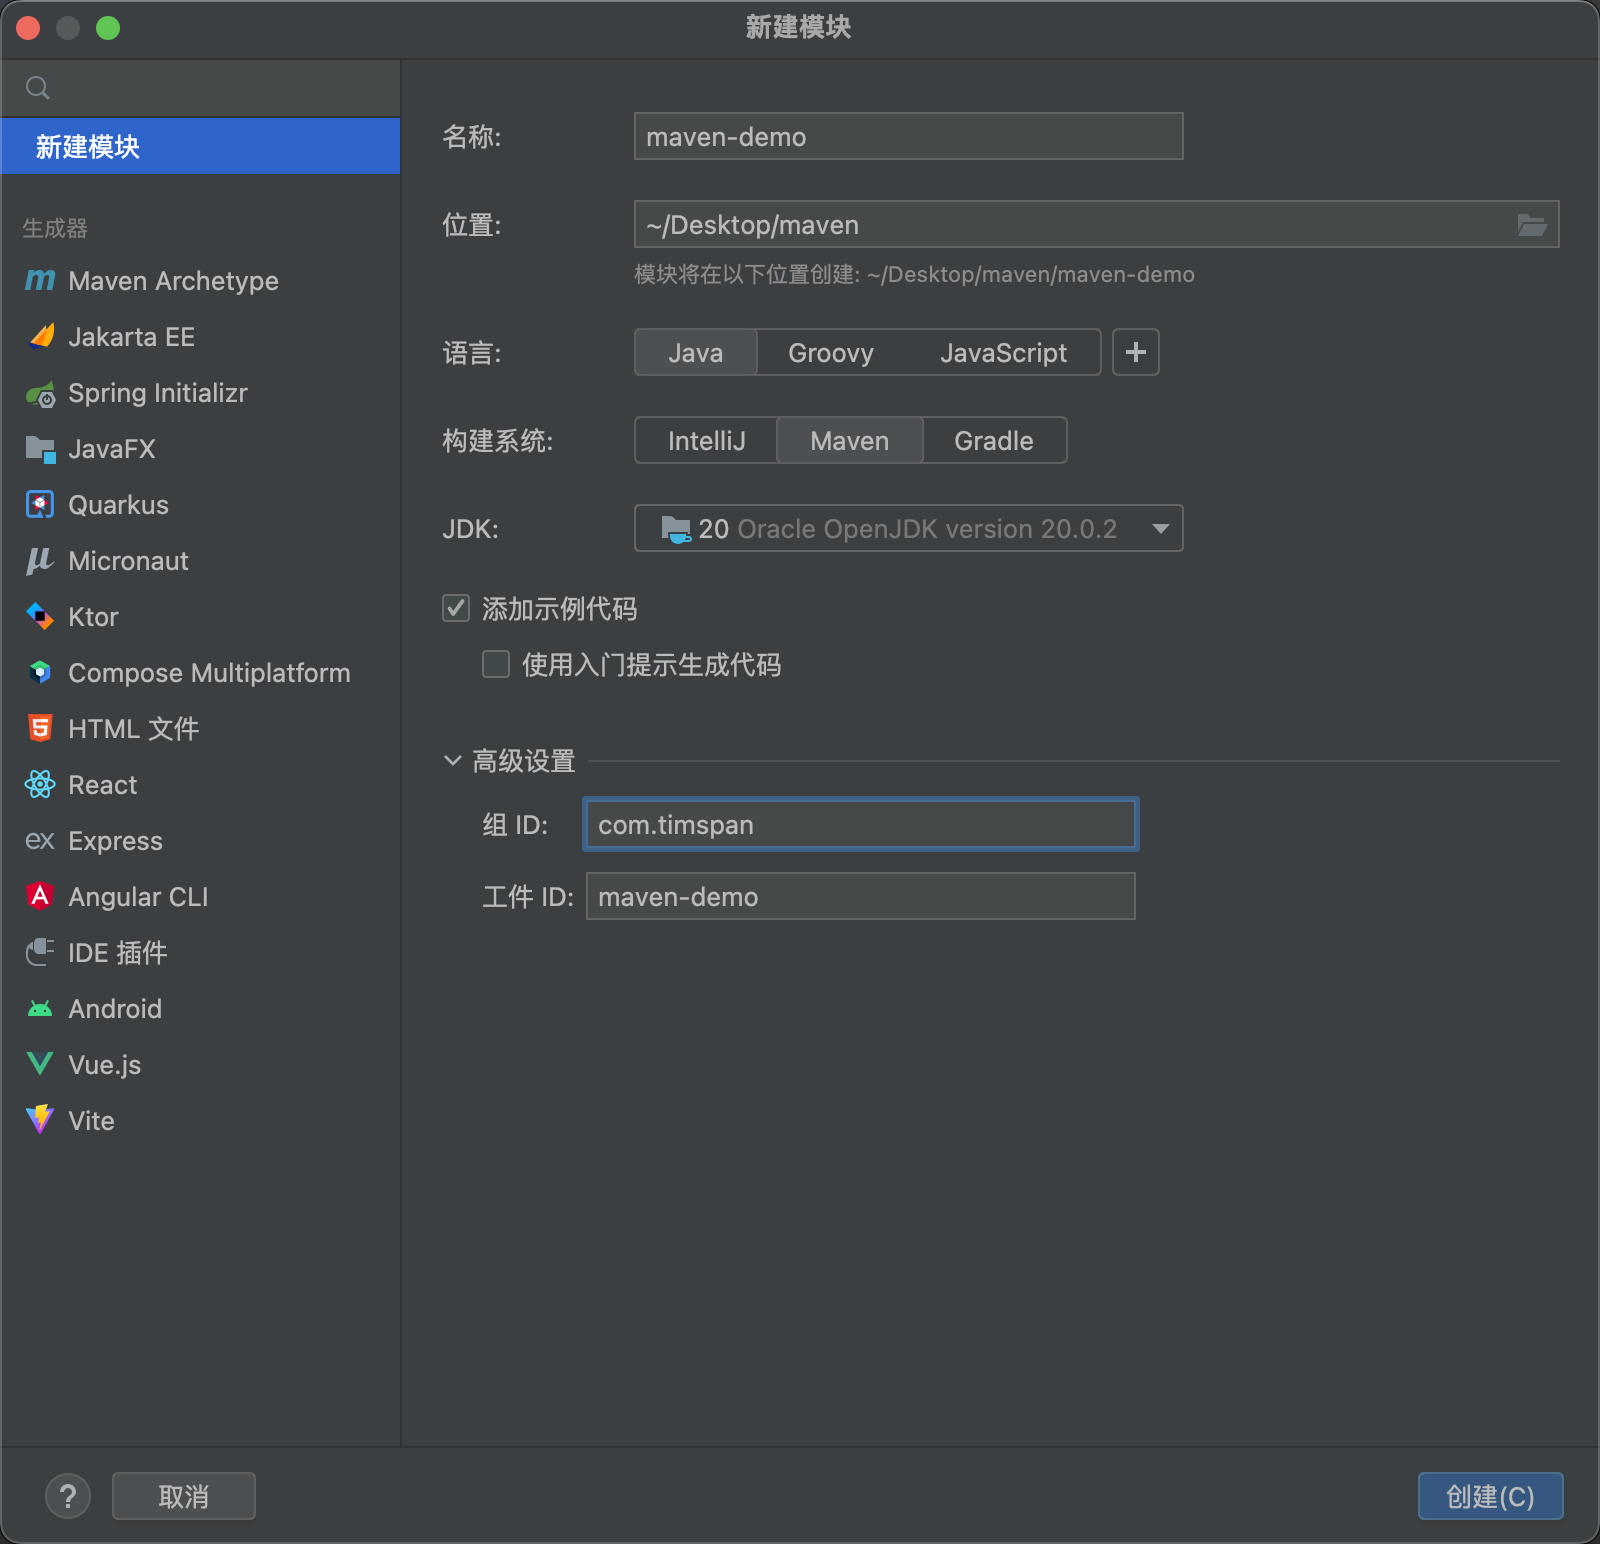 新建模块
新建模块
生成器
Maven Archetype
Jakarta EE
Spring Initializr
JavaFX
Quarkus
Micronaut
Ktor
Compose Multiplatform
HTML 文件
React
ex Express
Angular CLI
IDE 插件
Android
Vue.js
Vite
名称: maven-demo
位置: ~/Desktop/maven
模块将在以下位置创建: ~/Desktop/maven/maven-demo
语言: Java Groovy JavaScript +
构建系统: IntelliJ Maven Gradle
JDK: 20 Oracle OpenJDK version 20.0.2
添加示例代码
使用入门提示生成代码
高级设置
组 ID: com.timspan
工件 ID: maven-demo
? 取消 创建(C)